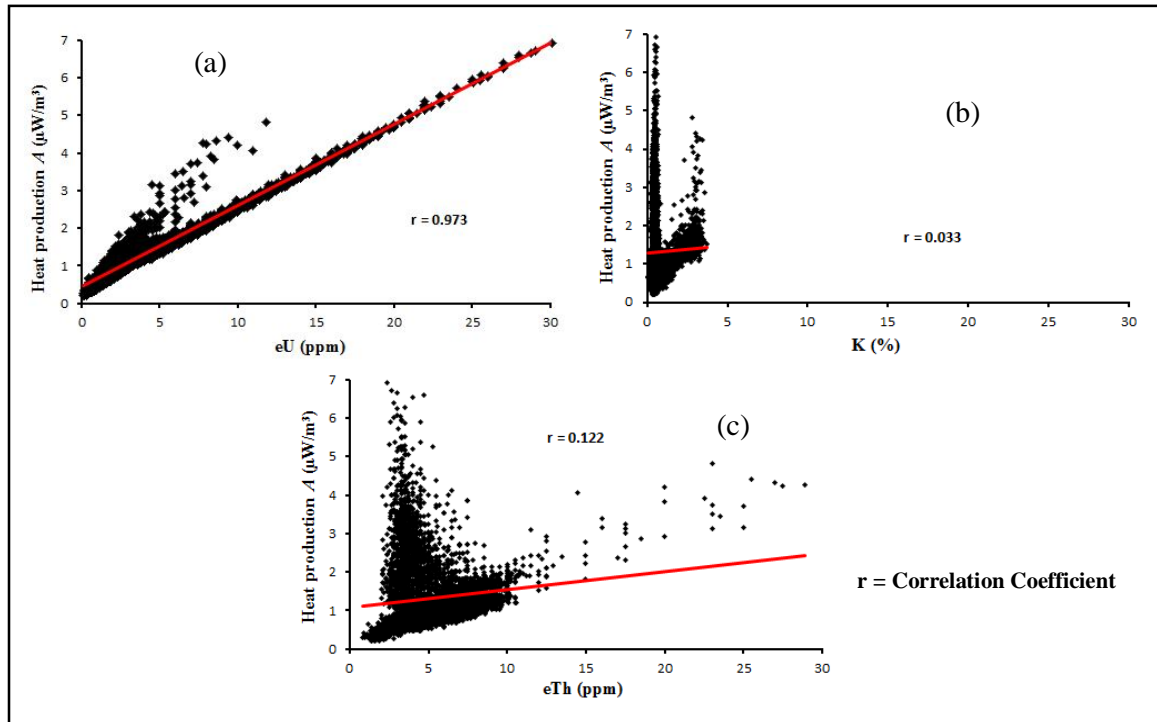 (a)
Heat production A (μW/m³)
7
6
5
4
3
2
1
0
r = 0.973
0 5 10 15 20 25 30
eU (ppm)
(b)
Heat production A (μW/m³)
7
6
5
4
3
2
1
0
r = 0.033
0 5 10 15 20 25 30
K (%)
(c)
Heat production A (μW/m³)
7
6
5
4
3
2
1
0
r = 0.122
0 5 10 15 20 25 30
eTh (ppm)
r = Correlation Coefficient